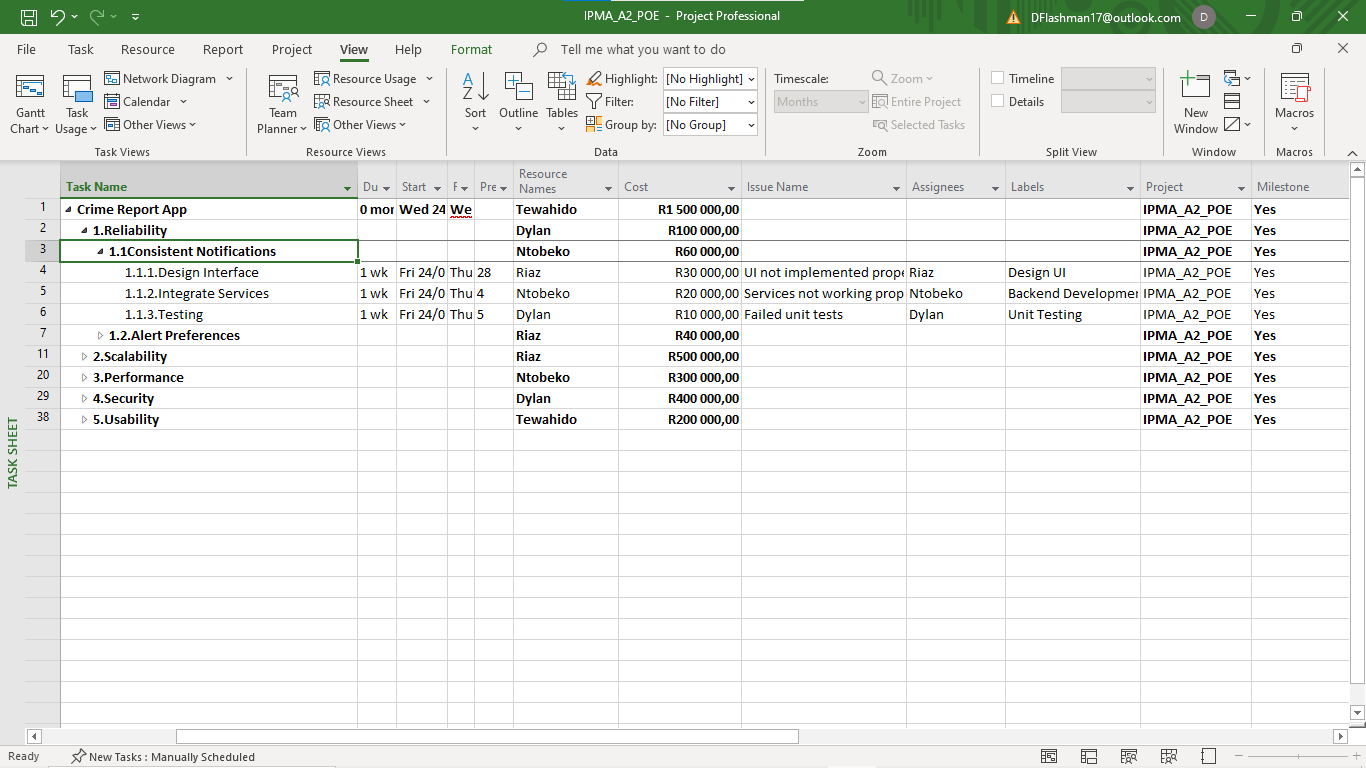 IPMA_A2_POE - Project Professional
DFlashman17@outlook.com D
File Task Resource Report Project View Help Format Tell me what you want to do
Gantt Chart
Task Usage
Network Diagram
Calendar
Other Views
Task Views
Team Planner
Resource Usage
Resource Sheet
Other Views
Resource Views
Sort
Outline
Tables
Highlight: [No Highlight]
Filter: [No Filter]
Group by: [No Group]
Data
Timescale:
Months
Zoom
Entire Project
Selected Tasks
Zoom
Timeline
Details
Split View
New Window
Window
Macros
Macros
Task Name Du Start F Pre Resource Names Cost Issue Name Assignees Labels Project Milestone
1 Crime Report App 0 mor Wed 24 We Tewahido R1 500 000,00 IPMA_A2_POE Yes
2 1.Reliability Dylan R100 000,00 IPMA_A2_POE Yes
3 1.1Consistent Notifications Ntobeko R60 000,00 IPMA_A2_POE Yes
4 1.1.1.Design Interface 1 wk Fri 24/0 Thu 28 Riaz R30 000,00 UI not implemented prope Riaz Design UI IPMA_A2_POE Yes
5 1.1.2.Integrate Services 1 wk Fri 24/0 Thu 4 Ntobeko R20 000,00 Services not working prop Ntobeko Backend Developmer IPMA_A2_POE Yes
6 1.1.3.Testing 1 wk Fri 24/0 Thu 5 Dylan R10 000,00 Failed unit tests Dylan Unit Testing IPMA_A2_POE Yes
7 1.2.Alert Preferences Riaz R40 000,00 IPMA_A2_POE Yes
11 2.Scalability Riaz R500 000,00 IPMA_A2_POE Yes
20 3.Performance Ntobeko R300 000,00 IPMA_A2_POE Yes
29 4.Security Dylan R400 000,00 IPMA_A2_POE Yes
38 5.Usability Tewahido R200 000,00 IPMA_A2_POE Yes
TASK SHEET
Ready New Tasks : Manually Scheduled